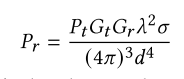 P_r = \frac{P_t G_t G_r \lambda^2 \sigma}{(4\pi)^3 d^4}